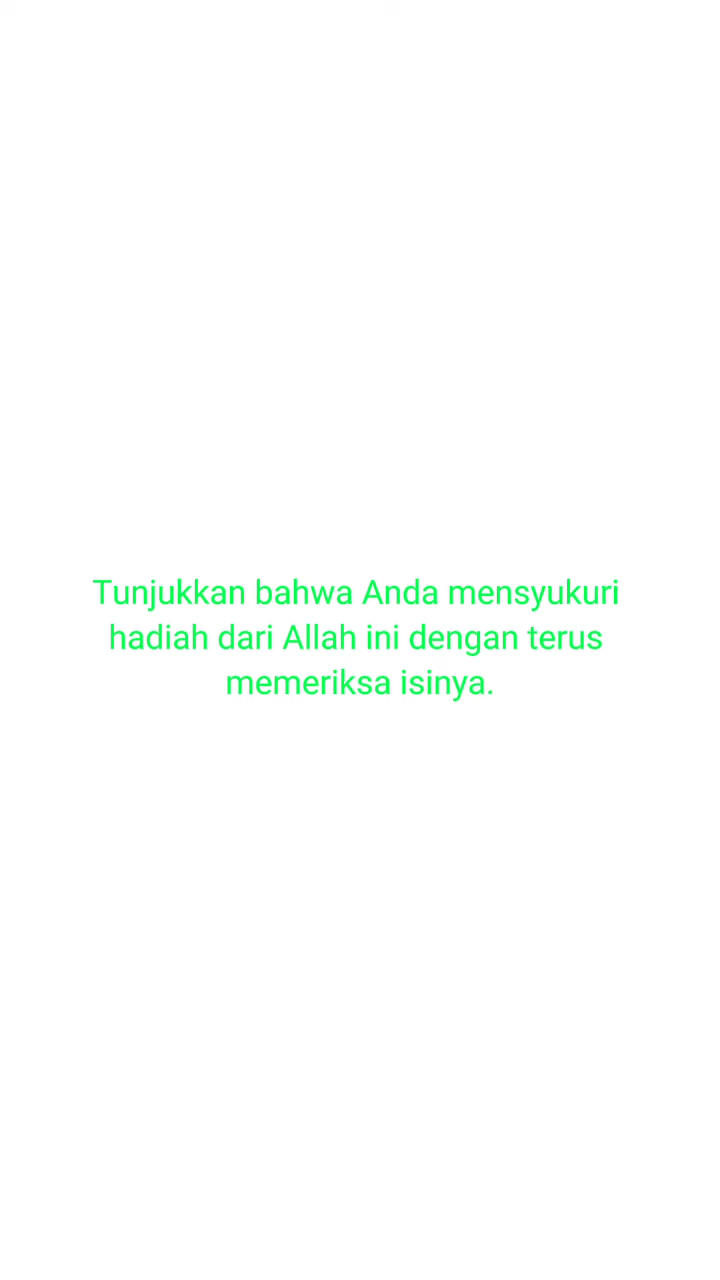 Tunjukkan bahwa Anda mensyukuri
hadiah dari Allah ini dengan terus
memeriksa isinya.